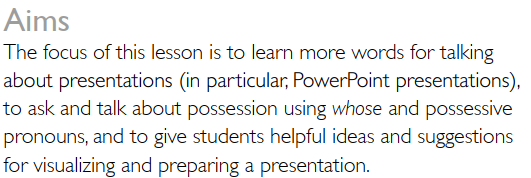 Aims
The focus of this lesson is to learn more words for talking
about presentations (in particular, PowerPoint presentations),
to ask and talk about possession using whose and possessive
pronouns, and to give students helpful ideas and suggestions
for visualizing and preparing a presentation.